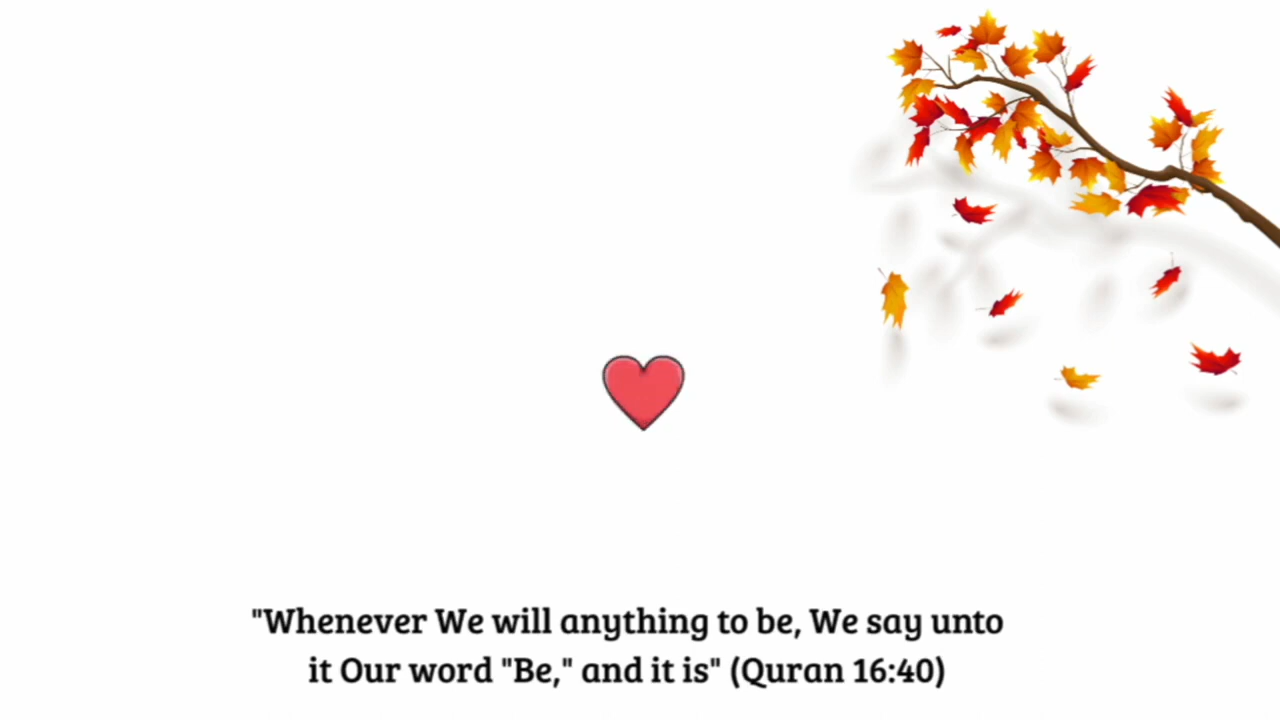 "Whenever We will anything to be, We say unto
it Our word "Be," and it is" (Quran 16:40)